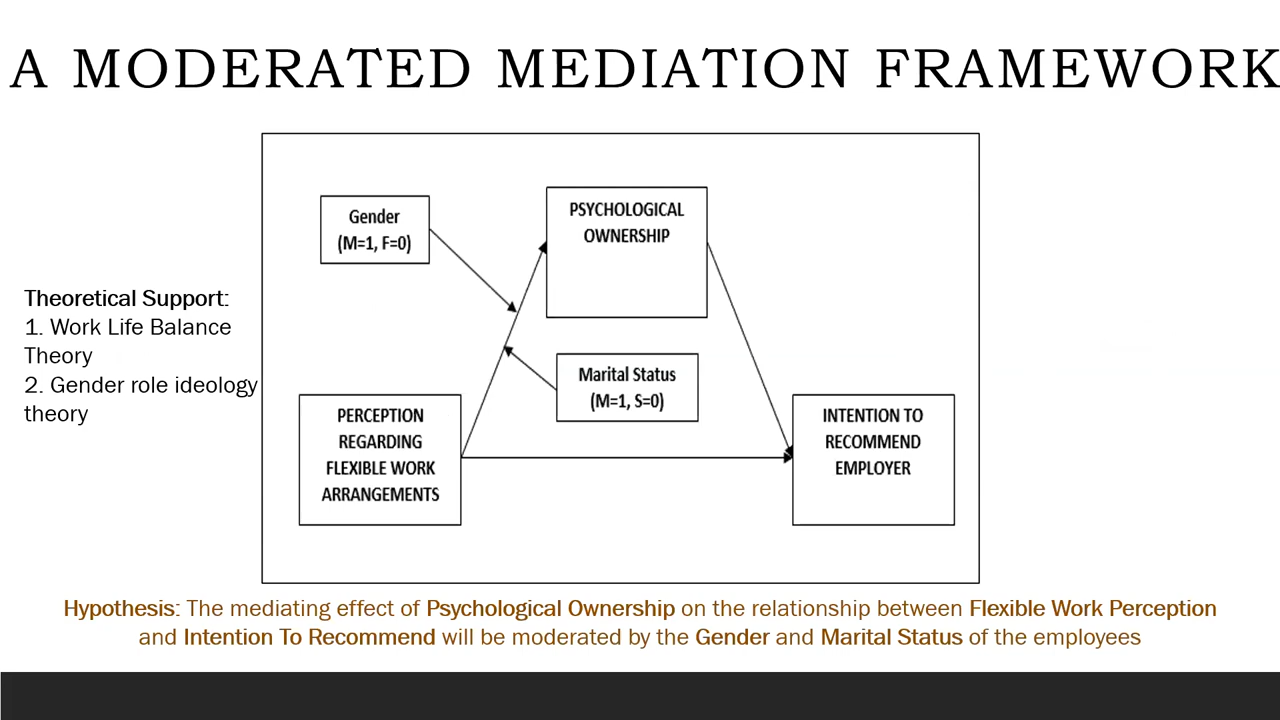 A MODERATED MEDIATION FRAMEWORK
Gender
(M=1, F=0)
PSYCHOLOGICAL
OWNERSHIP
Theoretical Support:
1. Work Life Balance
Theory
2. Gender role ideology
theory
Marital Status
(M=1, S=0)
PERCEPTION
REGARDING
FLEXIBLE WORK
ARRANGEMENTS
INTENTION TO
RECOMMEND
EMPLOYER
Hypothesis: The mediating effect of Psychological Ownership on the relationship between Flexible Work Perception
and Intention To Recommend will be moderated by the Gender and Marital Status of the employees